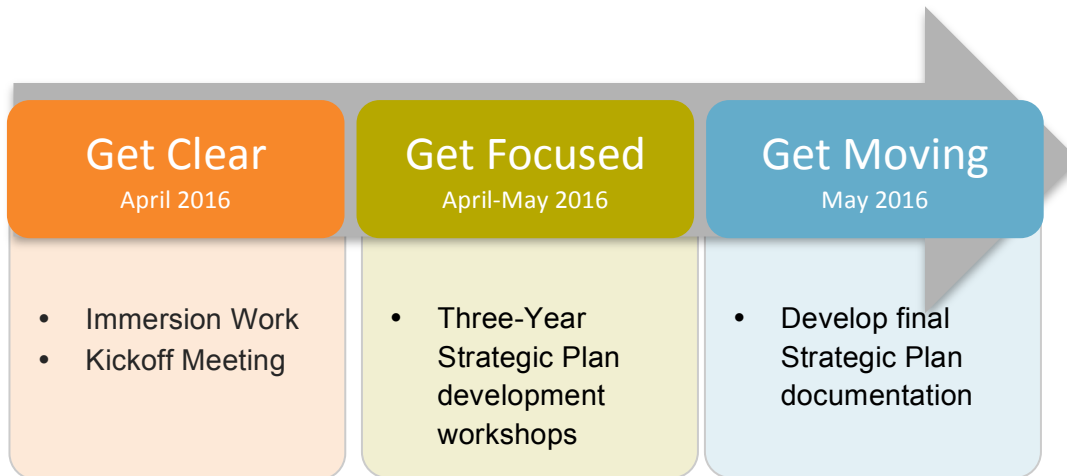 Get Clear
April 2016
• Immersion Work
• Kickoff Meeting
Get Focused
April-May 2016
• Three-Year
Strategic Plan
development
workshops
Get Moving
May 2016
• Develop final
Strategic Plan
documentation